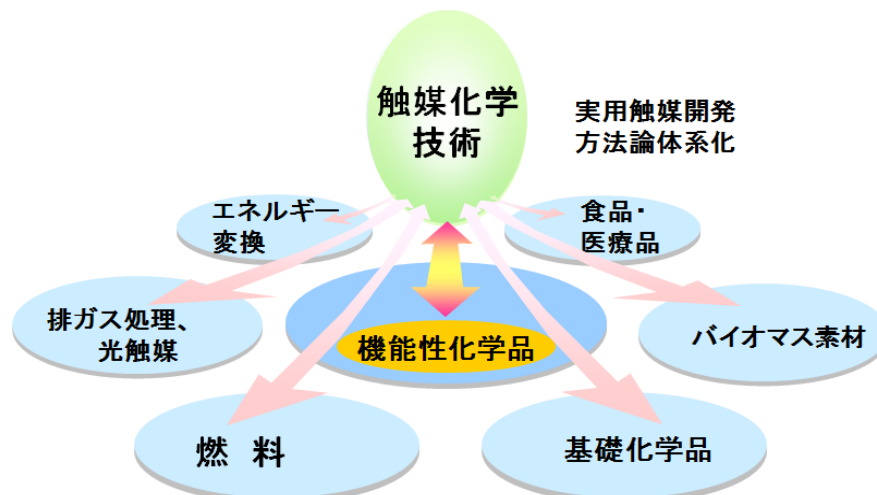 触媒化学
技術
実用触媒開発
方法論体系化
エネルギー
変換
食品・
医療品
排ガス処理、
光触媒
機能性化学品
バイオマス素材
燃 料
基礎化学品